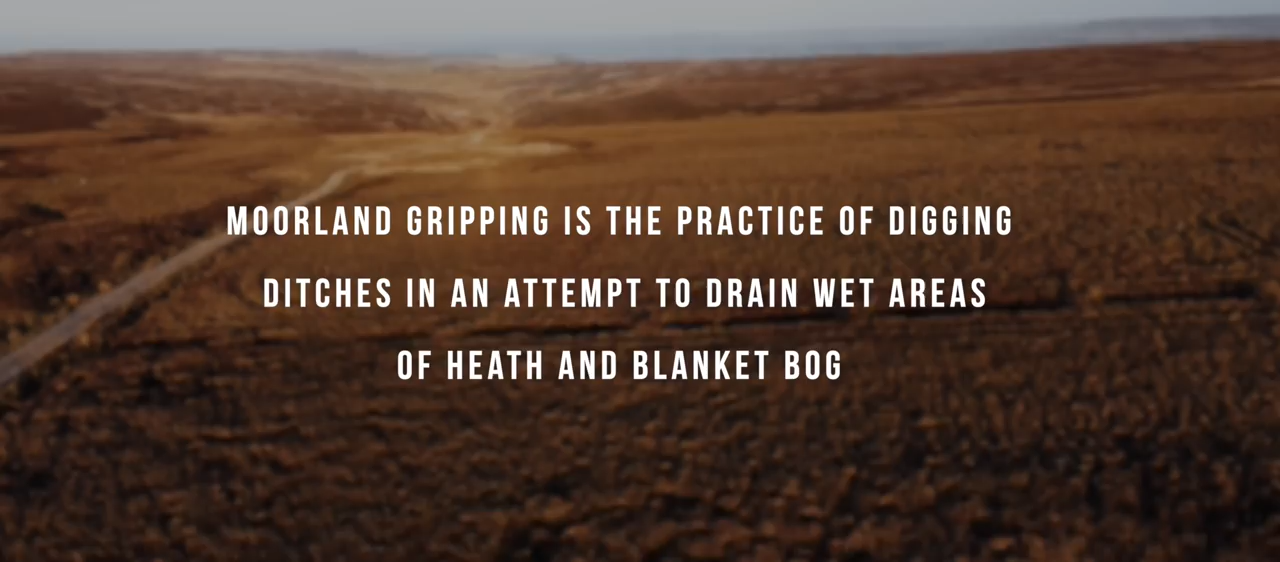 MOORLAND GRIPPING IS THE PRACTICE OF DIGGING
DITCHES IN AN ATTEMPT TO DRAIN WET AREAS
OF HEATH AND BLANKET BOG